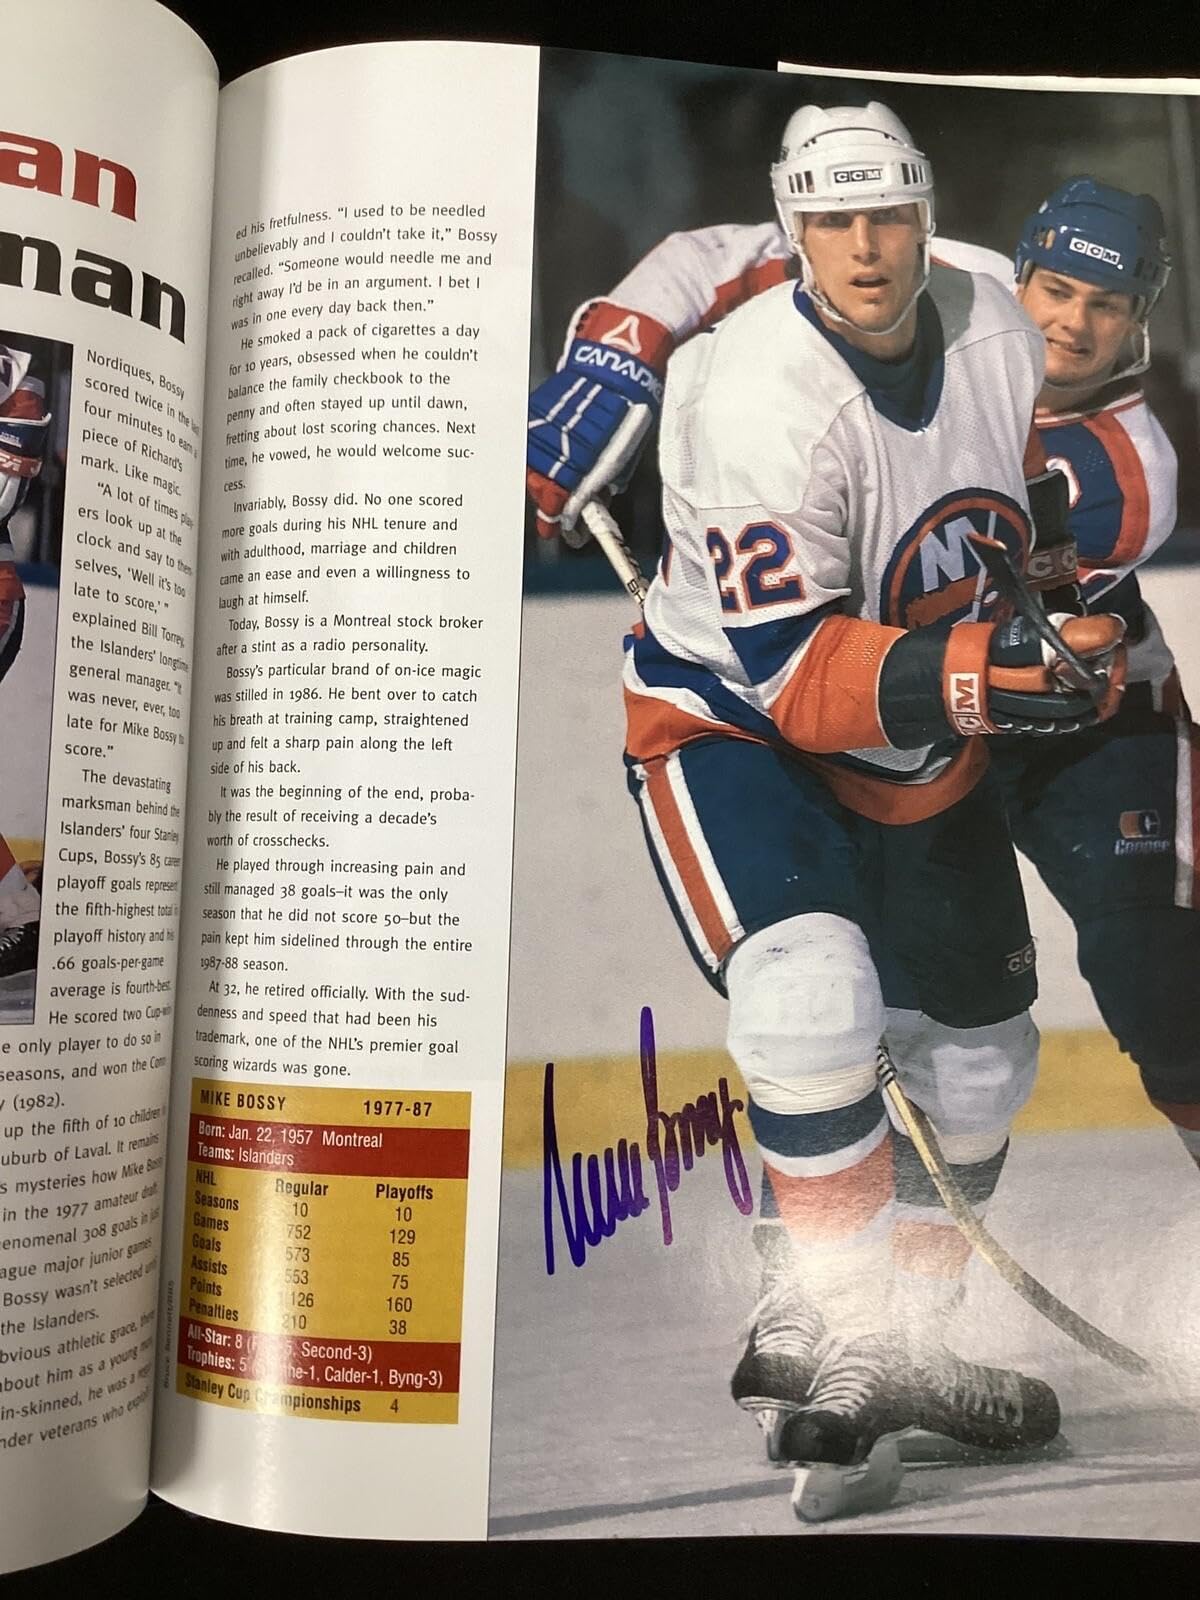 an
man
Nordiques, Bossy
scored twice in the last
four minutes to earn a
piece of Richard's
mark. Like magic.
"A lot of times play-
ers look up at the
clock and say to them-
selves, 'Well it's too
late to score,' "
explained Bill Torrey,
the Islanders' longtime
general manager. "It
was never, ever, too
late for Mike Bossy to
score."
The devastating
marksman behind the
Islanders' four Stanley
Cups, Bossy's 85 career
playoff goals represent
the fifth-highest total in
playoff history and his
.66 goals-per-game
average is fourth-best.
He scored two Cup-win
e only player to do so in
seasons, and won the Conn
y (1982).
up the fifth of 10 children
uburb of Laval. It remains
s mysteries how Mike Bossy
in the 1977 amateur draft.
enomenal 308 goals in just
ague major junior games
Bossy wasn't selected until
the Islanders.
bvious athletic grace, there
about him as a young man
in-skinned, he was a
nder veterans who
ed his fretfulness. "I used to be needled
unbelievably and I couldn't take it," Bossy
recalled. "Someone would needle me and
right away I'd be in an argument. I bet I
was in one every day back then."
He smoked a pack of cigarettes a day
for 10 years, obsessed when he couldn't
balance the family checkbook to the
penny and often stayed up until dawn,
fretting about lost scoring chances. Next
time, he vowed, he would welcome suc-
cess.
Invariably, Bossy did. No one scored
more goals during his NHL tenure and
with adulthood, marriage and children
came an ease and even a willingness to
laugh at himself.
Today, Bossy is a Montreal stock broker
after a stint as a radio personality.
Bossy's particular brand of on-ice magic
was stilled in 1986. He bent over to catch
his breath at training camp, straightened
up and felt a sharp pain along the left
side of his back.
It was the beginning of the end, proba-
bly the result of receiving a decade's
worth of crosschecks.
He played through increasing pain and
still managed 38 goals–it was the only
season that he did not score 50–but the
pain kept him sidelined through the entire
1987-88 season.
At 32, he retired officially. With the sud-
denness and speed that had been his
trademark, one of the NHL's premier goal
scoring wizards was gone.
MIKE BOSSY 1977-87
Born: Jan. 22, 1957 Montreal
Teams: Islanders
NHL Regular Playoffs
Seasons 10 10
Games 752 129
Goals 573 85
Assists 553 75
Points 1126 160
Penalties 210 38
All-Star: 8 (F 5, Second-3)
Trophies: 5 the-1, Calder-1, Byng-3)
Stanley Cup Championships 4
Bruce Bennett/BBS
CCM
CCM
CANADIEN
22
NY
CC
CCM
Cooper
CC
Mike Bossy